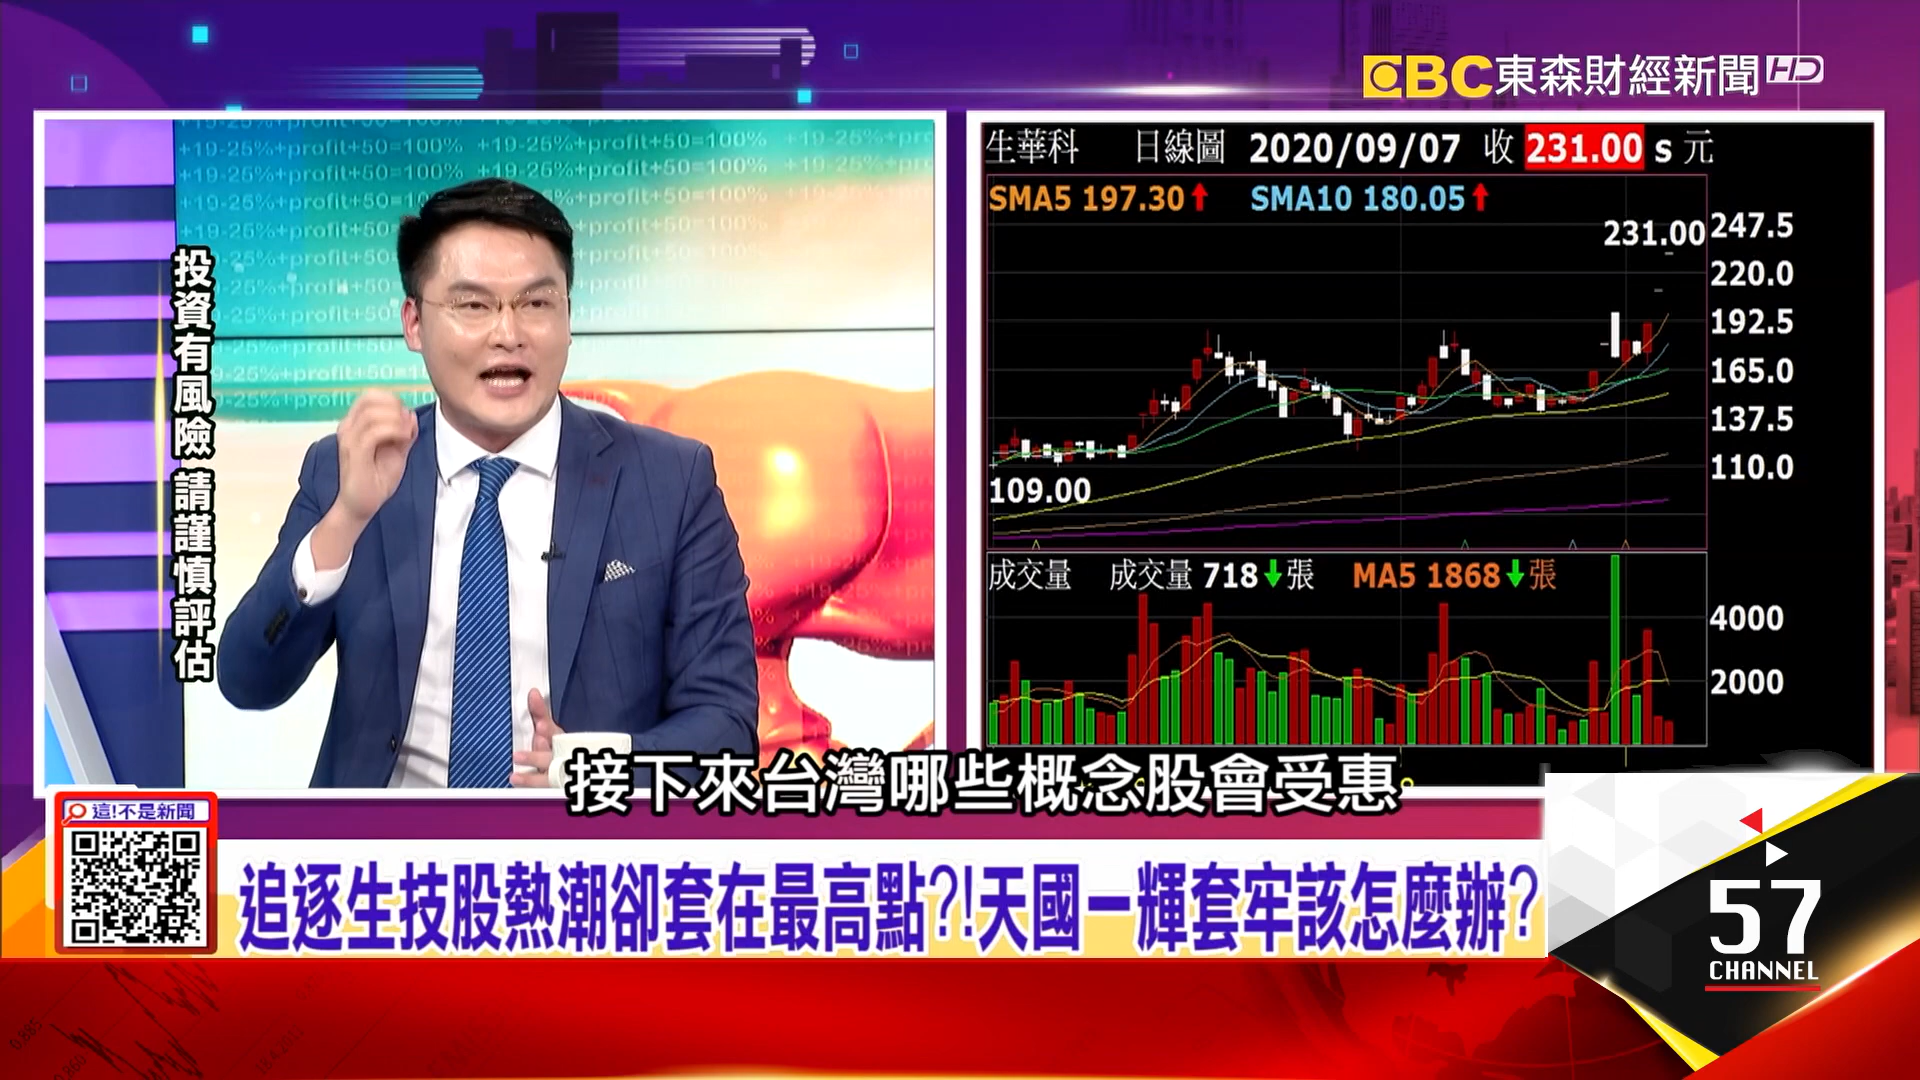 EBC東森財經新聞HD
投資有風險 請謹慎評估
生華科 日線圖 2020/09/07 收 231.00 s 元
SMA5 197.30↑ SMA10 180.05↑
231.00
247.5
220.0
192.5
165.0
137.5
110.0
109.00
成交量 成交量 718↓張 MA5 1868↓張
4000
2000
接下來台灣哪些概念股會受惠
這!不是新聞
追逐生技股熱潮卻套在最高點?!天國一輝套牢該怎麼辦?
57
CHANNEL